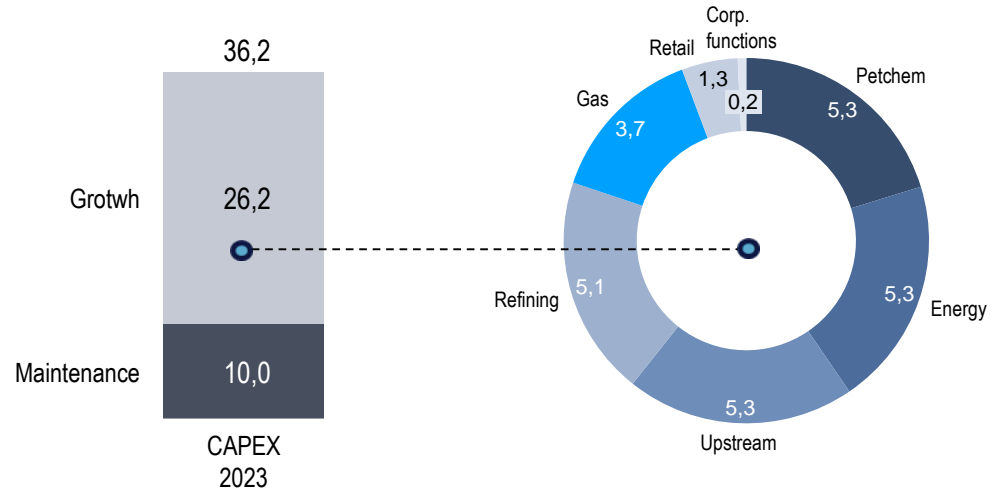 36,2
Grotwh
26,2
Maintenance
10,0
CAPEX
2023
Corp.
functions
Retail
Petchem
Gas
1,3
0,2
5,3
3,7
5,1
Refining
5,3
Energy
5,3
Upstream